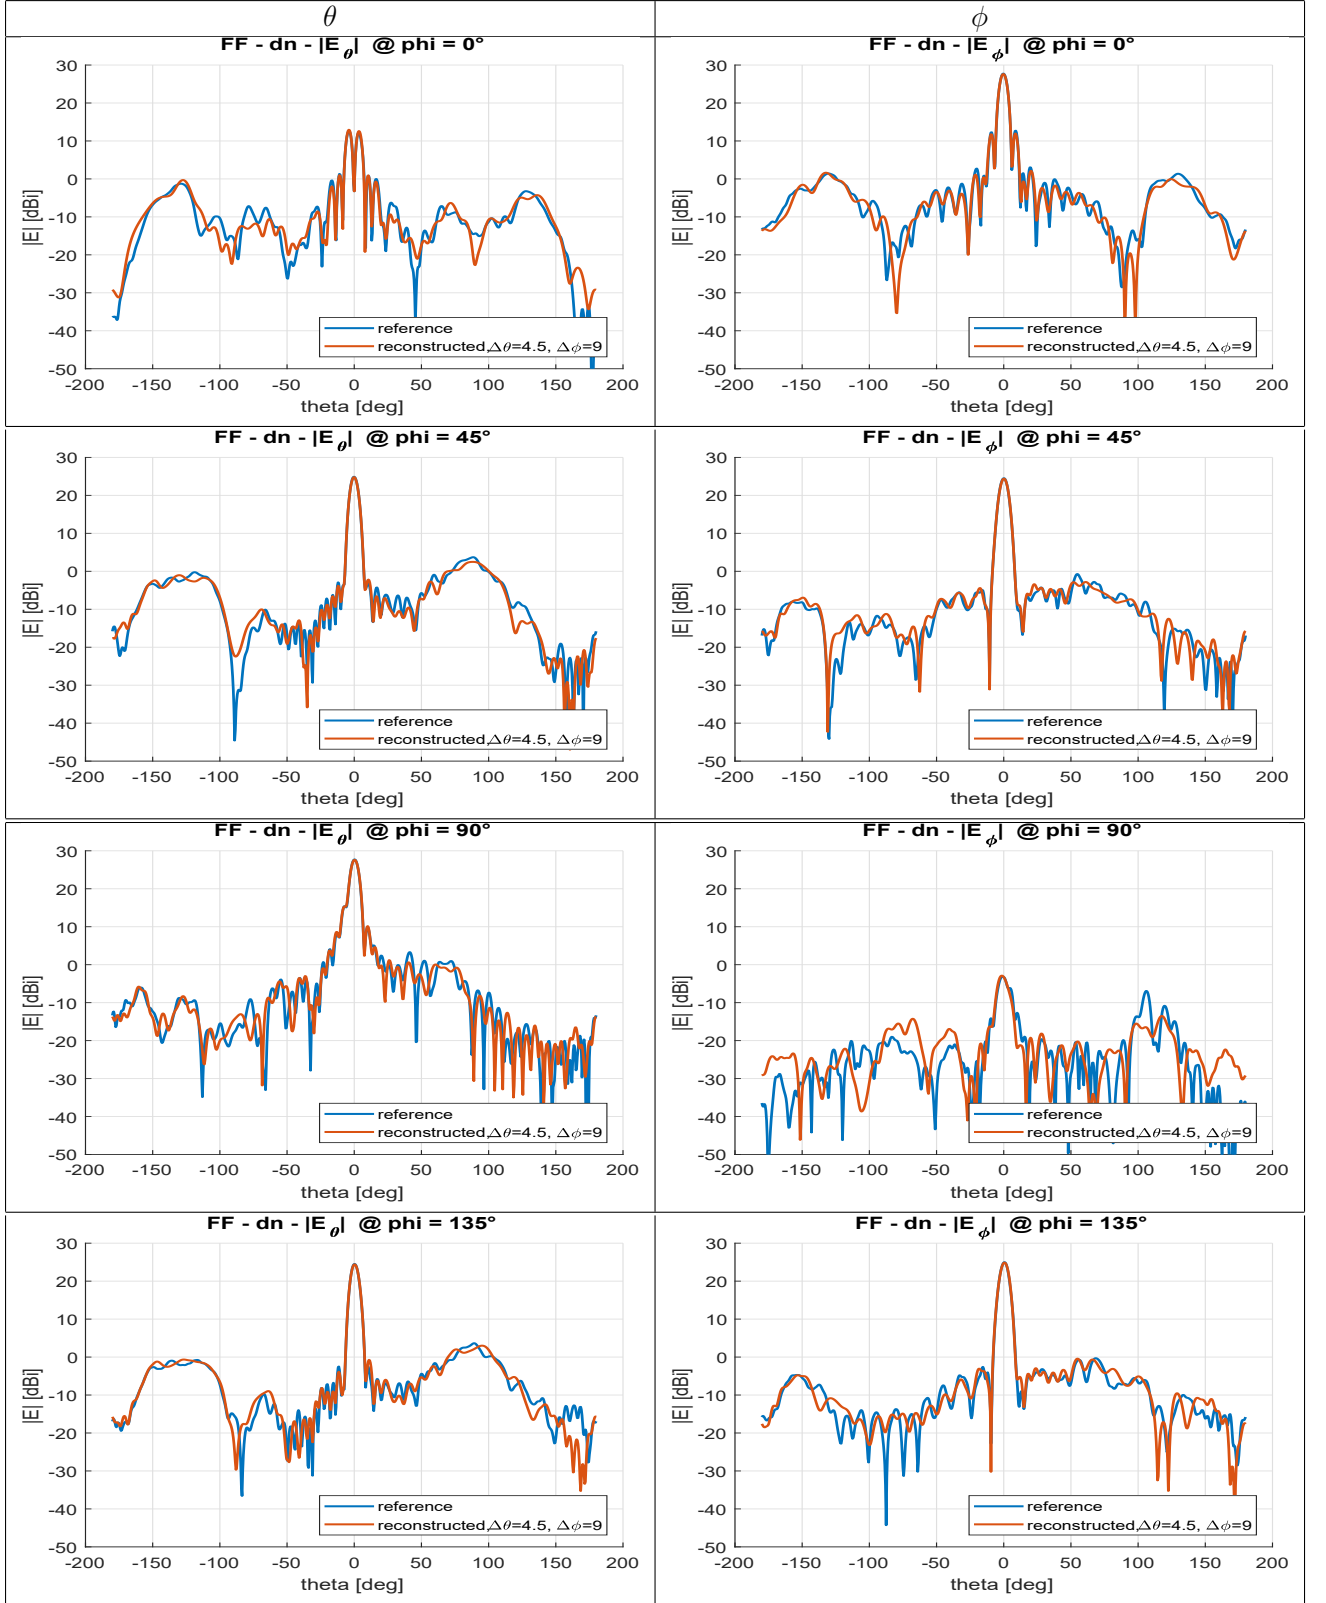 θ ϕ
FF - dn - |E_θ| @ phi = 0°
30
20
10
0
-10
-20
-30
-40
-50
|E| [dBi]
-200 -150 -100 -50 0 50 100 150 200
theta [deg]
reference
reconstructed,Δθ=4.5, Δϕ=9
FF - dn - |E_ϕ| @ phi = 0°
30
20
10
0
-10
-20
-30
-40
-50
|E| [dBi]
-200 -150 -100 -50 0 50 100 150 200
theta [deg]
reference
reconstructed,Δθ=4.5, Δϕ=9
FF - dn - |E_θ| @ phi = 45°
30
20
10
0
-10
-20
-30
-40
-50
|E| [dBi]
-200 -150 -100 -50 0 50 100 150 200
theta [deg]
reference
reconstructed,Δθ=4.5, Δϕ=9
FF - dn - |E_ϕ| @ phi = 45°
30
20
10
0
-10
-20
-30
-40
-50
|E| [dBi]
-200 -150 -100 -50 0 50 100 150 200
theta [deg]
reference
reconstructed,Δθ=4.5, Δϕ=9
FF - dn - |E_θ| @ phi = 90°
30
20
10
0
-10
-20
-30
-40
-50
|E| [dBi]
-200 -150 -100 -50 0 50 100 150 200
theta [deg]
reference
reconstructed,Δθ=4.5, Δϕ=9
FF - dn - |E_ϕ| @ phi = 90°
30
20
10
0
-10
-20
-30
-40
-50
|E| [dBi]
-200 -150 -100 -50 0 50 100 150 200
theta [deg]
reference
reconstructed,Δθ=4.5, Δϕ=9
FF - dn - |E_θ| @ phi = 135°
30
20
10
0
-10
-20
-30
-40
-50
|E| [dBi]
-200 -150 -100 -50 0 50 100 150 200
theta [deg]
reference
reconstructed,Δθ=4.5, Δϕ=9
FF - dn - |E_ϕ| @ phi = 135°
30
20
10
0
-10
-20
-30
-40
-50
|E| [dBi]
-200 -150 -100 -50 0 50 100 150 200
theta [deg]
reference
reconstructed,Δθ=4.5, Δϕ=9